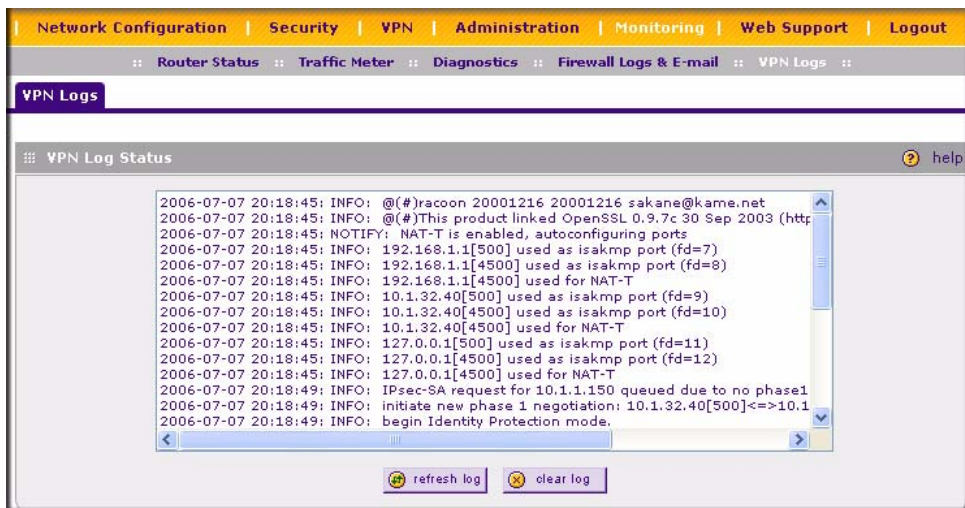 Network Configuration | Security | VPN | Administration | Monitoring | Web Support | Logout
:: Router Status :: Traffic Meter :: Diagnostics :: Firewall Logs & E-mail :: VPN Logs ::
VPN Logs
VPN Log Status
help
2006-07-07 20:18:45: INFO: @(#)racoon 20001216 20001216 sakane@kame.net
2006-07-07 20:18:45: INFO: @(#)This product linked OpenSSL 0.9.7c 30 Sep 2003 (http
2006-07-07 20:18:45: NOTIFY: NAT-T is enabled, autoconfiguring ports
2006-07-07 20:18:45: INFO: 192.168.1.1[500] used as isakmp port (fd=7)
2006-07-07 20:18:45: INFO: 192.168.1.1[4500] used as isakmp port (fd=8)
2006-07-07 20:18:45: INFO: 192.168.1.1[4500] used for NAT-T
2006-07-07 20:18:45: INFO: 10.1.32.40[500] used as isakmp port (fd=9)
2006-07-07 20:18:45: INFO: 10.1.32.40[4500] used as isakmp port (fd=10)
2006-07-07 20:18:45: INFO: 10.1.32.40[4500] used for NAT-T
2006-07-07 20:18:45: INFO: 127.0.0.1[500] used as isakmp port (fd=11)
2006-07-07 20:18:45: INFO: 127.0.0.1[4500] used as isakmp port (fd=12)
2006-07-07 20:18:45: INFO: 127.0.0.1[4500] used for NAT-T
2006-07-07 20:18:49: INFO: IPsec-SA request for 10.1.1.150 queued due to no phase1
2006-07-07 20:18:49: INFO: initiate new phase 1 negotiation: 10.1.32.40[500]<=>10.1
2006-07-07 20:18:49: INFO: begin Identity Protection mode.
refresh log
clear log